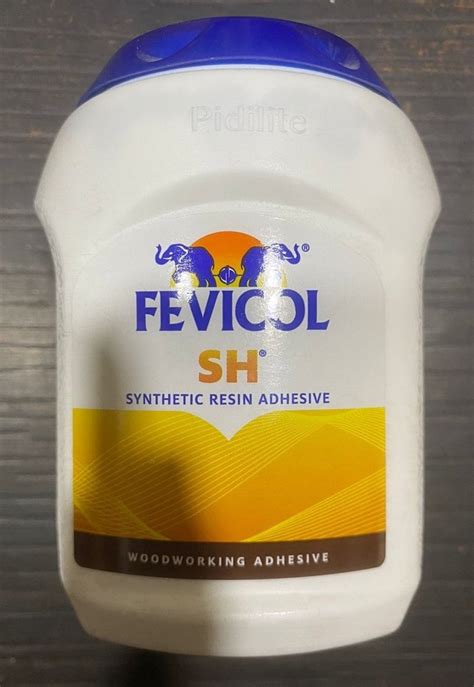 Pidilite
FEVICOL®
SH®
SYNTHETIC RESIN ADHESIVE
WOODWORKING ADHESIVE